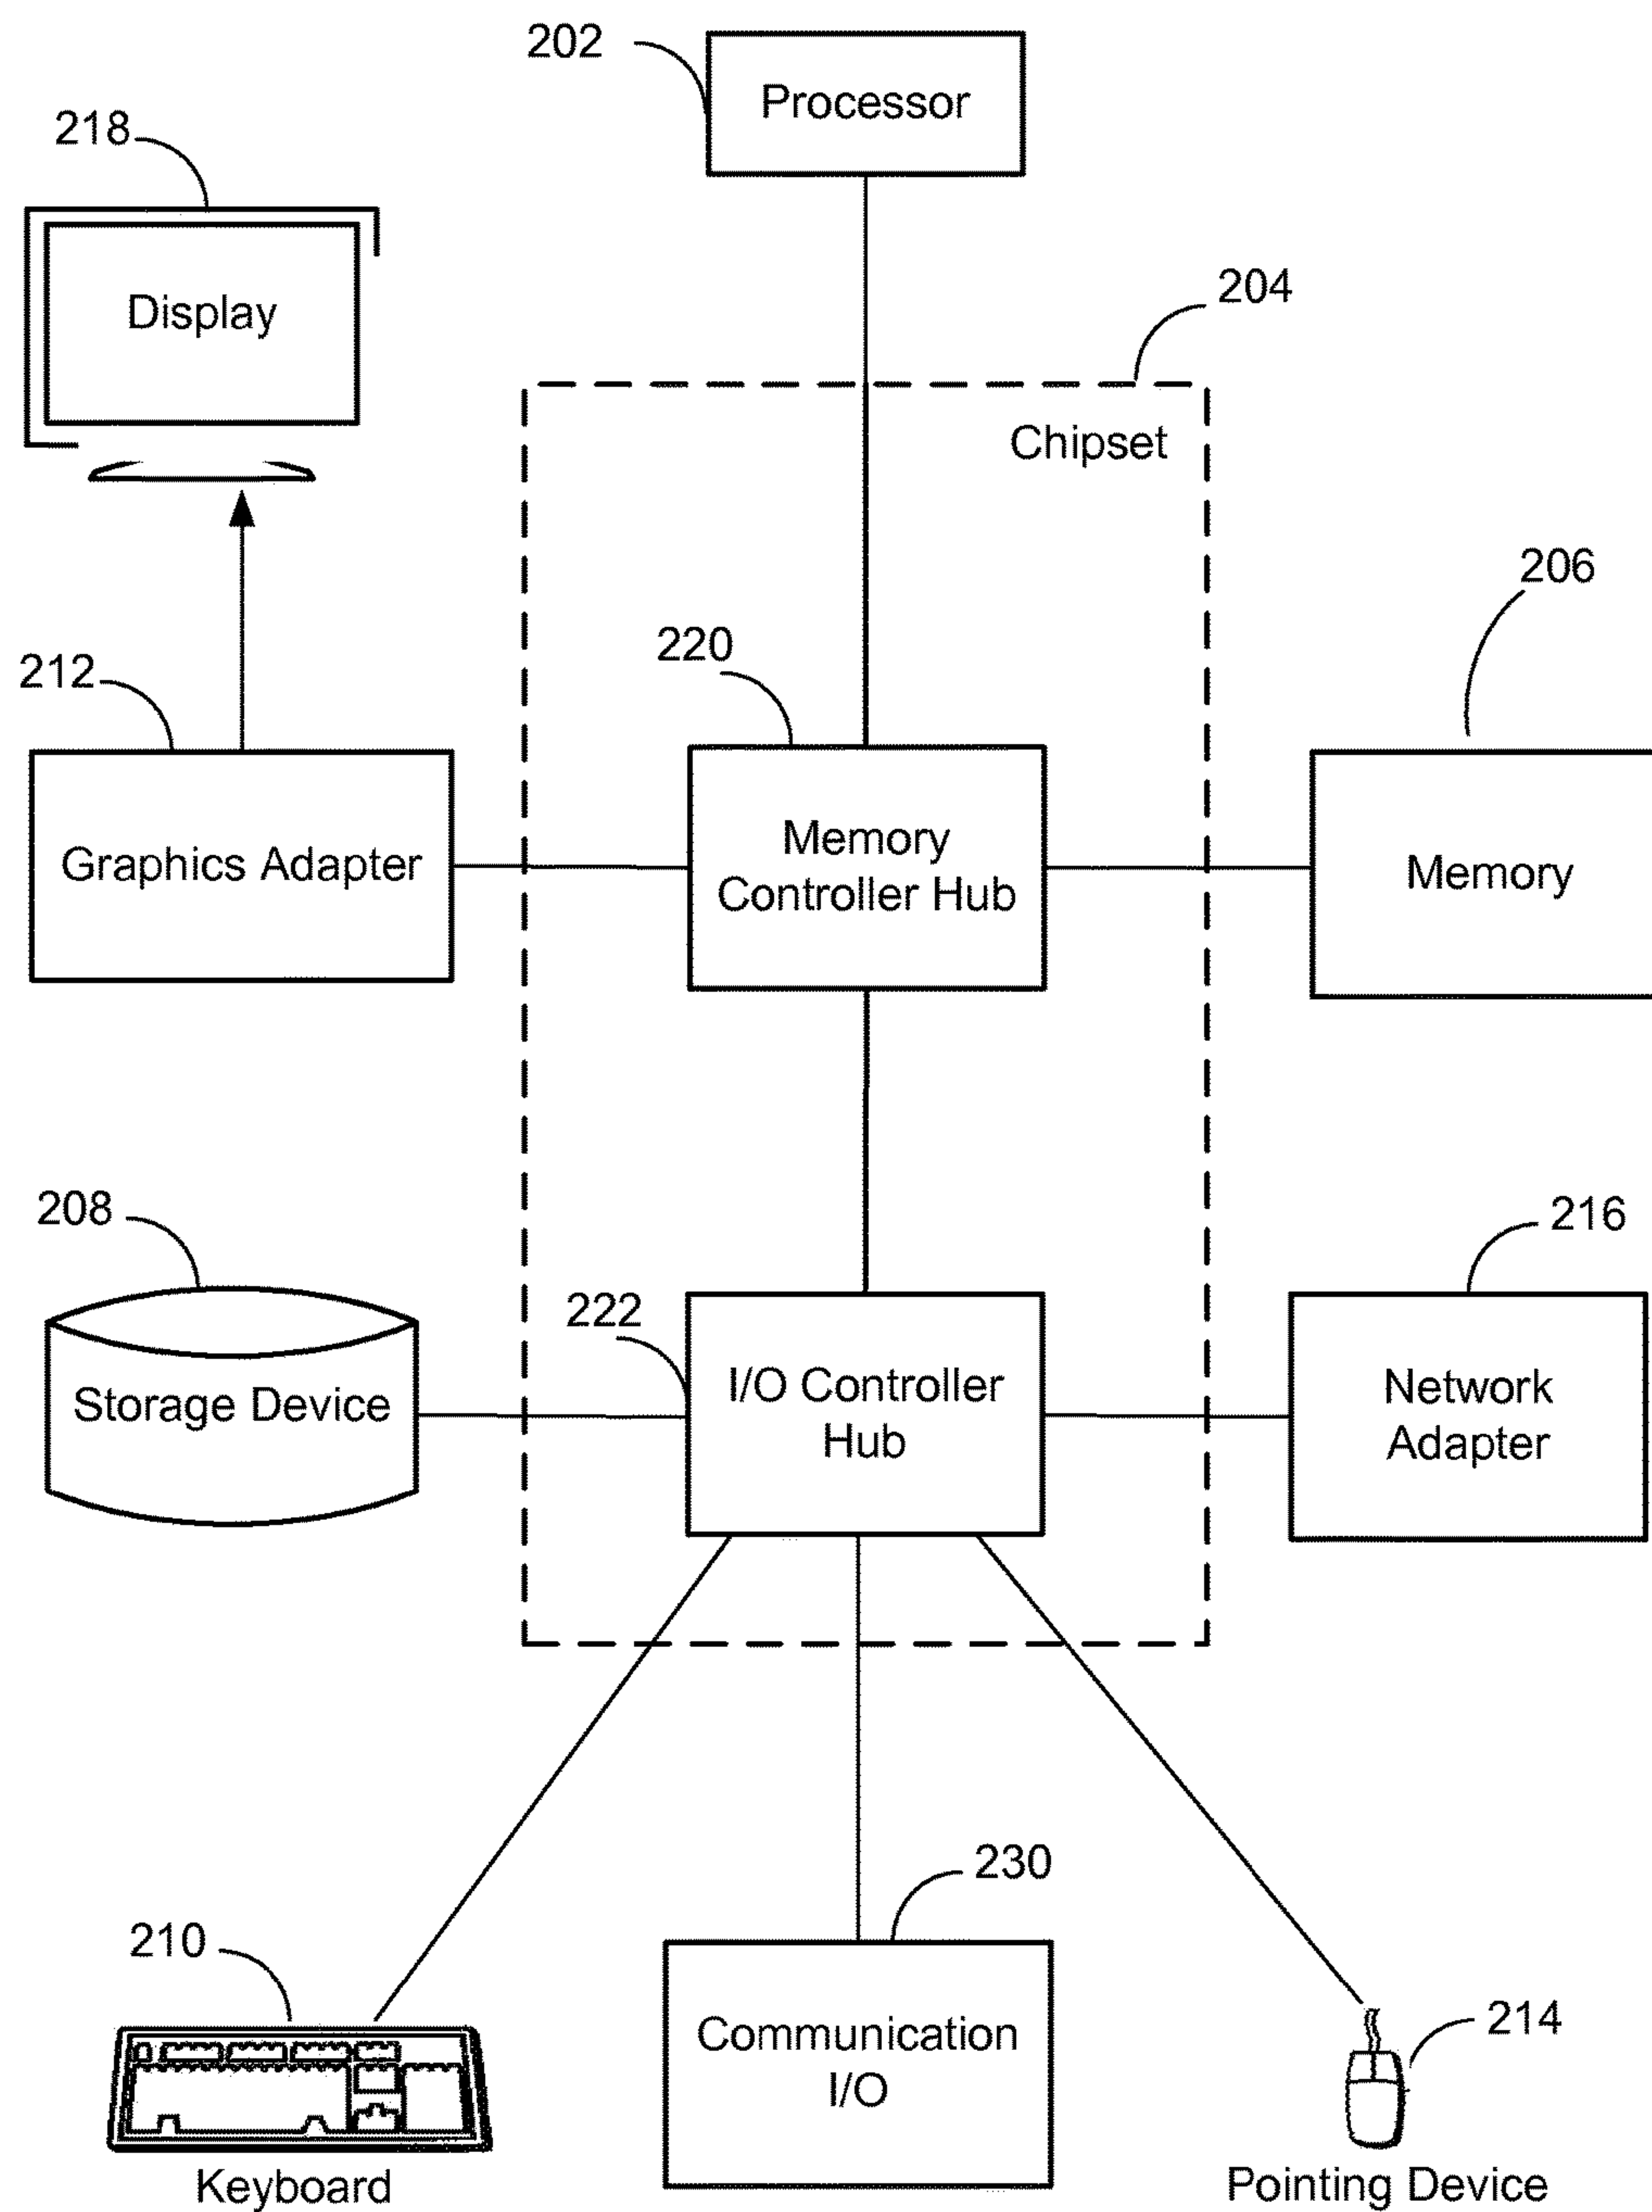 202
Processor
218
Display
204
Chipset
206
220
212
Graphics Adapter
Memory
Controller Hub
Memory
208
216
222
Storage Device
I/O Controller
Hub
Network
Adapter
230
210
214
Communication
I/O
Keyboard
Pointing Device